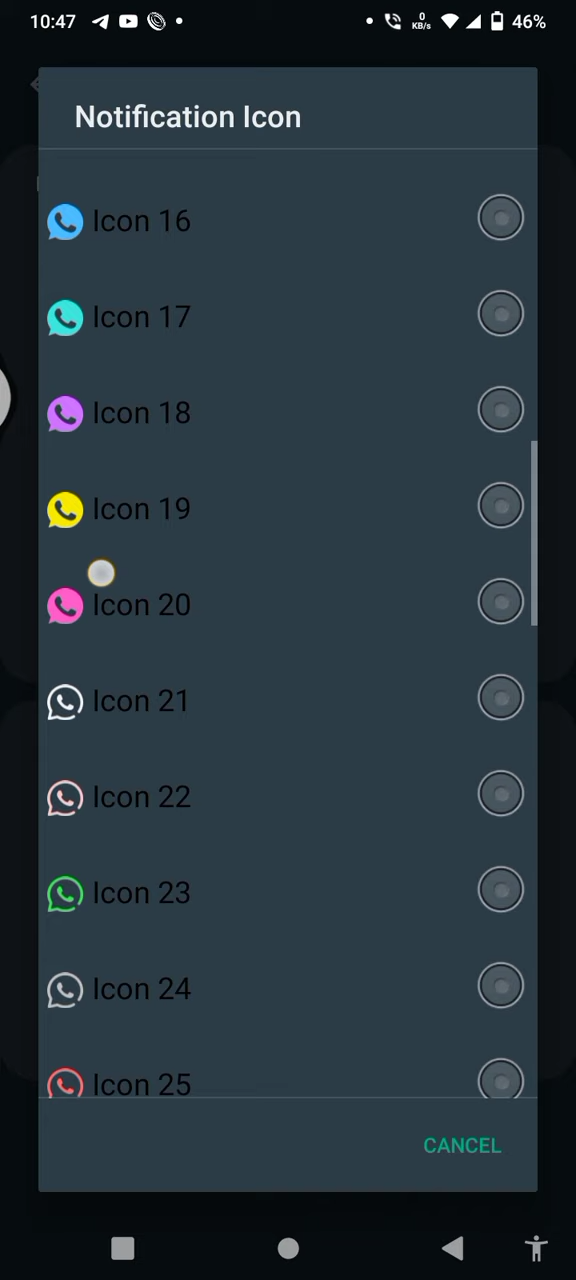 10:47
0
KB/s
46%
Notification Icon
Icon 16
Icon 17
Icon 18
Icon 19
Icon 20
Icon 21
Icon 22
Icon 23
Icon 24
Icon 25
CANCEL